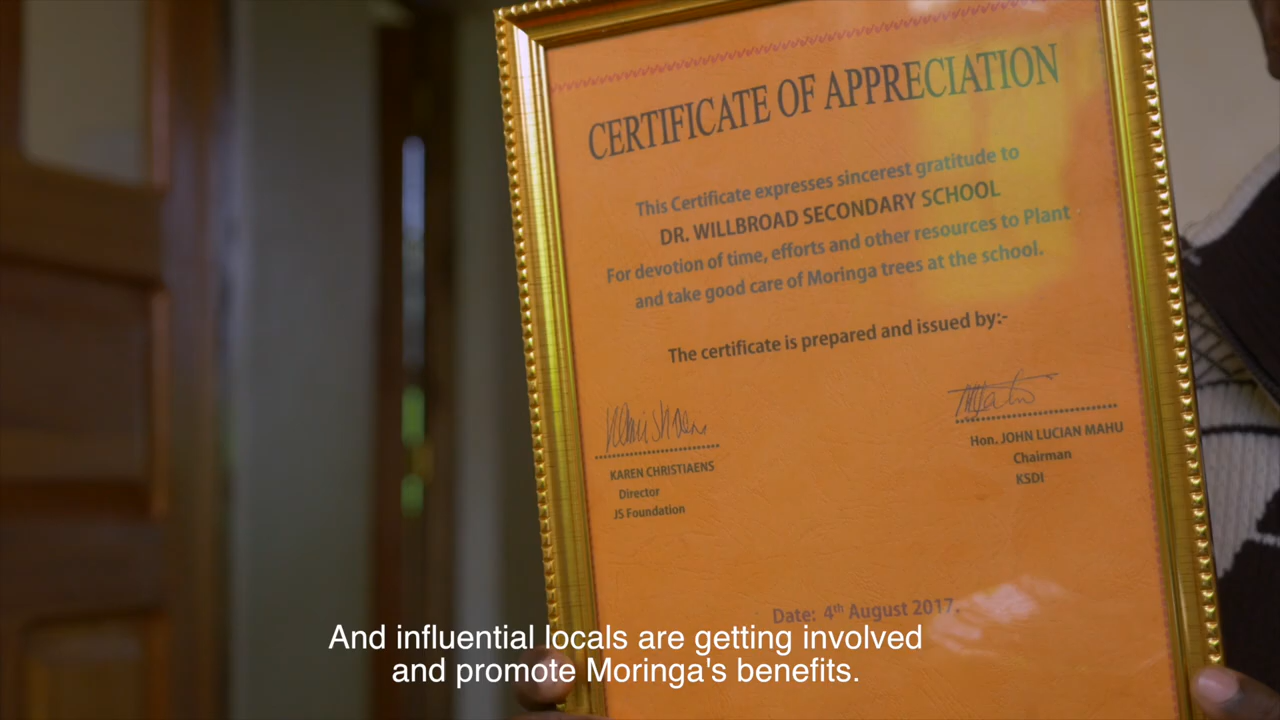 CERTIFICATE OF APPRECIATION
This Certificate expresses sincerest gratitude to
DR. WILLBROAD SECONDARY SCHOOL
For devotion of time, efforts and other resources to Plant
and take good care of Moringa trees at the school.
The certificate is prepared and issued by:-
KAREN CHRISTIAENS
Director
JS Foundation
Hon. JOHN LUCIAN MAHU
Chairman
KSDI
Date: 4th August 2017.
And influential locals are getting involved
and promote Moringa's benefits.